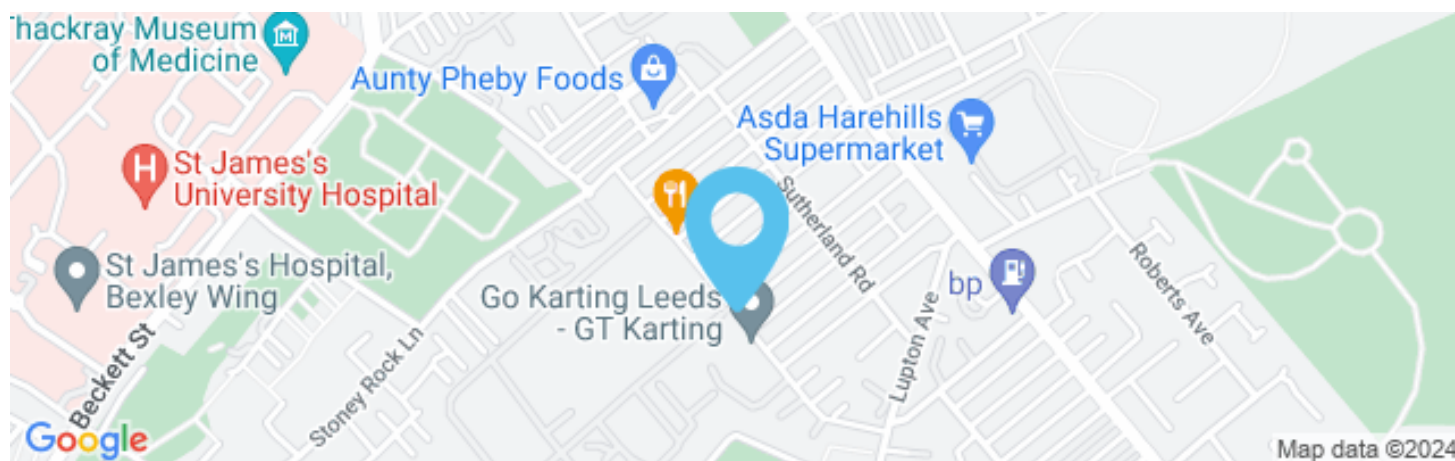 Thackray Museum
of Medicine
Aunty Pheby Foods
Asda Harehills
Supermarket
St James's
University Hospital
H
Sutherland Rd
St James's Hospital,
Bexley Wing
Go Karting Leeds
- GT Karting
bp
Roberts Ave
Lupton Ave
Beckett St
Stoney Rock Ln
Google
Map data ©2024